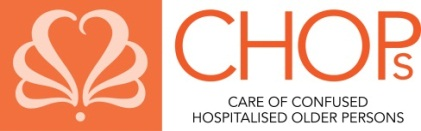 CHOPs
CARE OF CONFUSED
HOSPITALISED OLDER PERSONS